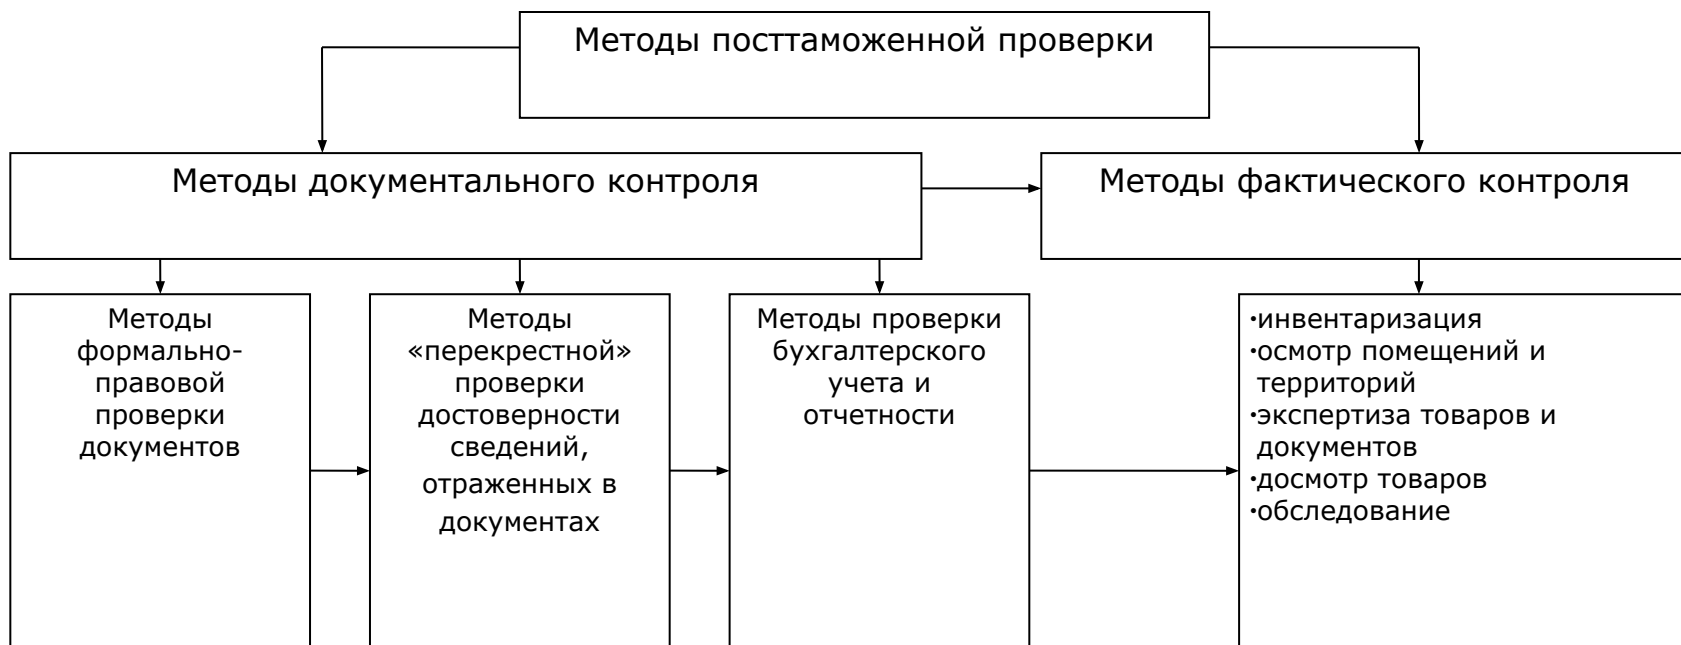 Методы посттаможенной проверки
Методы документального контроля
Методы фактического контроля
Методы
формально-
правовой
проверки
документов
Методы
«перекрестной»
проверки
достоверности
сведений,
отраженных в
документах
Методы проверки
бухгалтерского
учета и
отчетности
•инвентаризация
•осмотр помещений и
территорий
•экспертиза товаров и
документов
•досмотр товаров
•обследование